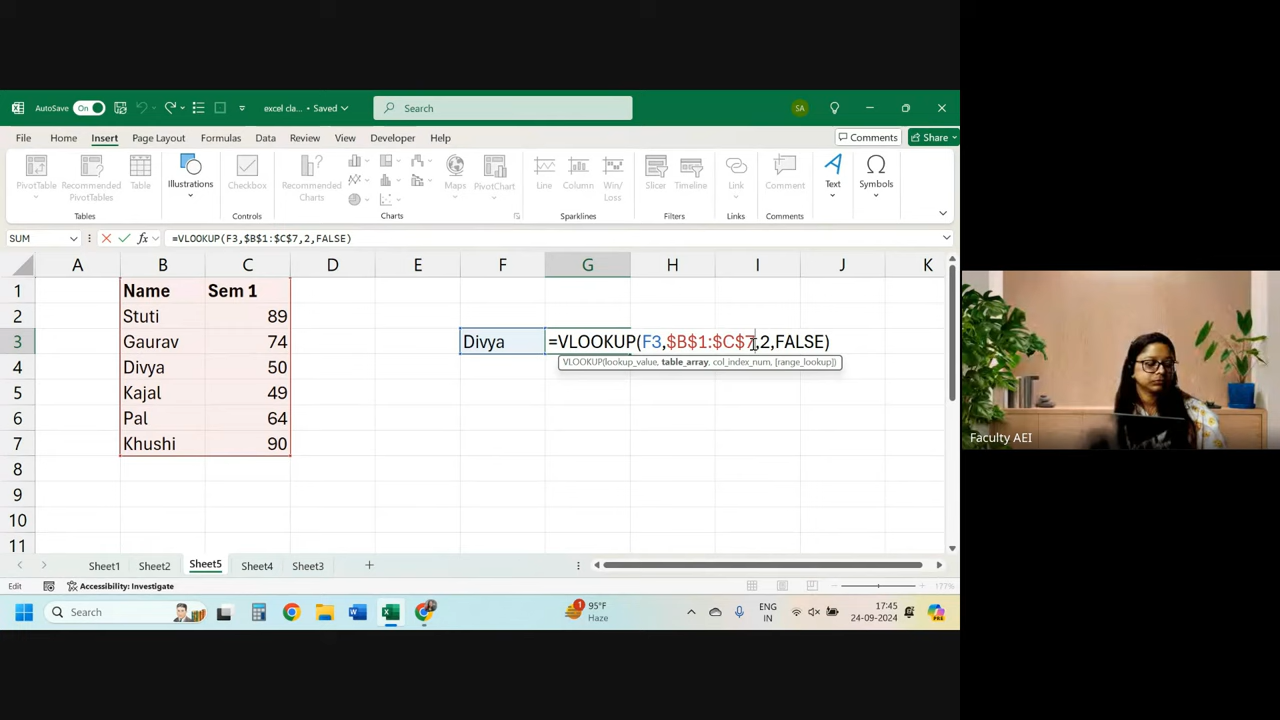 AutoSave On excel cla... • Saved Search SA
File Home Insert Page Layout Formulas Data Review View Developer Help Comments Share
PivotTable Recommended PivotTables Table Illustrations Checkbox Recommended Charts Maps PivotChart Line Column Win/Loss Slicer Timeline Link Comment Text Symbols
Tables Controls Charts Sparklines Filters Links Comments
SUM fx =VLOOKUP(F3,$B$1:$C$7,2,FALSE)
A B C D E F G H I J K
1 Name Sem 1
2 Stuti 89
3 Gaurav 74 Divya =VLOOKUP(F3,$B$1:$C$7,2,FALSE)
VLOOKUP(lookup_value, table_array, col_index_num, [range_lookup])
4 Divya 50
5 Kajal 49
6 Pal 64
7 Khushi 90
8
9
10
11
Sheet1 Sheet2 Sheet5 Sheet4 Sheet3
Edit Accessibility: Investigate 177%
Search 1 95°F Haze ENG IN 17:45 24-09-2024
Faculty AEI